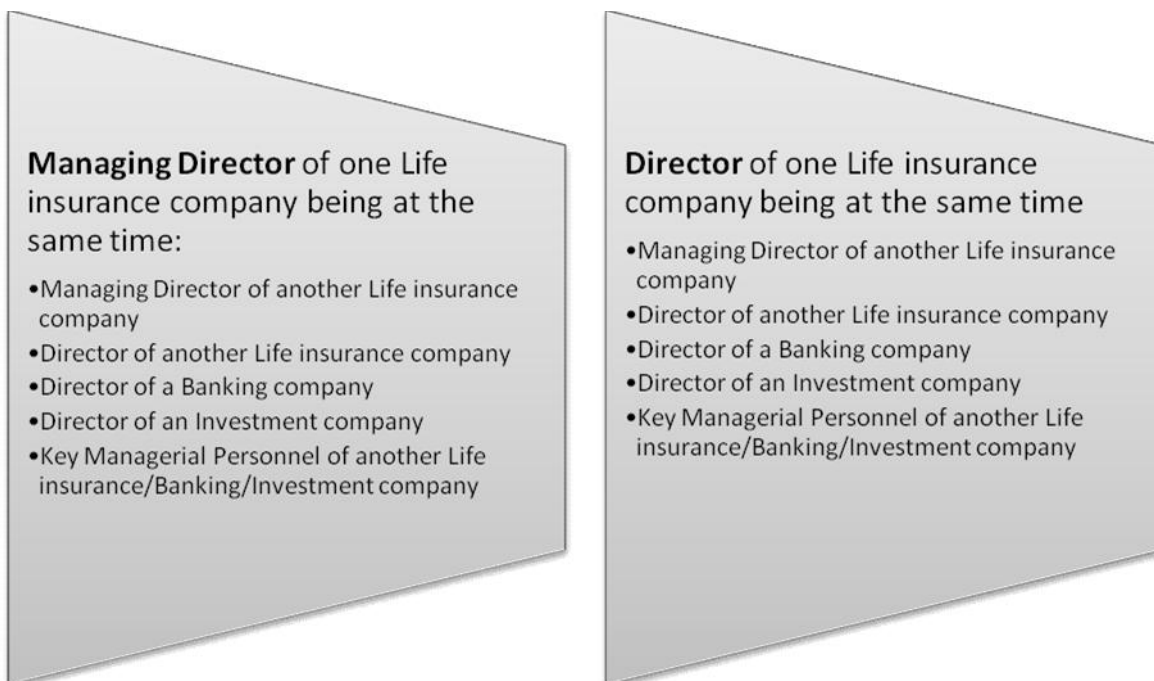 Managing Director of one Life
insurance company being at the
same time:
•Managing Director of another Life insurance
company
•Director of another Life insurance company
•Director of a Banking company
•Director of an Investment company
•Key Managerial Personnel of another Life
insurance/Banking/Investment company
Director of one Life insurance
company being at the same time
•Managing Director of another Life insurance
company
•Director of another Life insurance company
•Director of a Banking company
•Director of an Investment company
•Key Managerial Personnel of another Life
insurance/Banking/Investment company